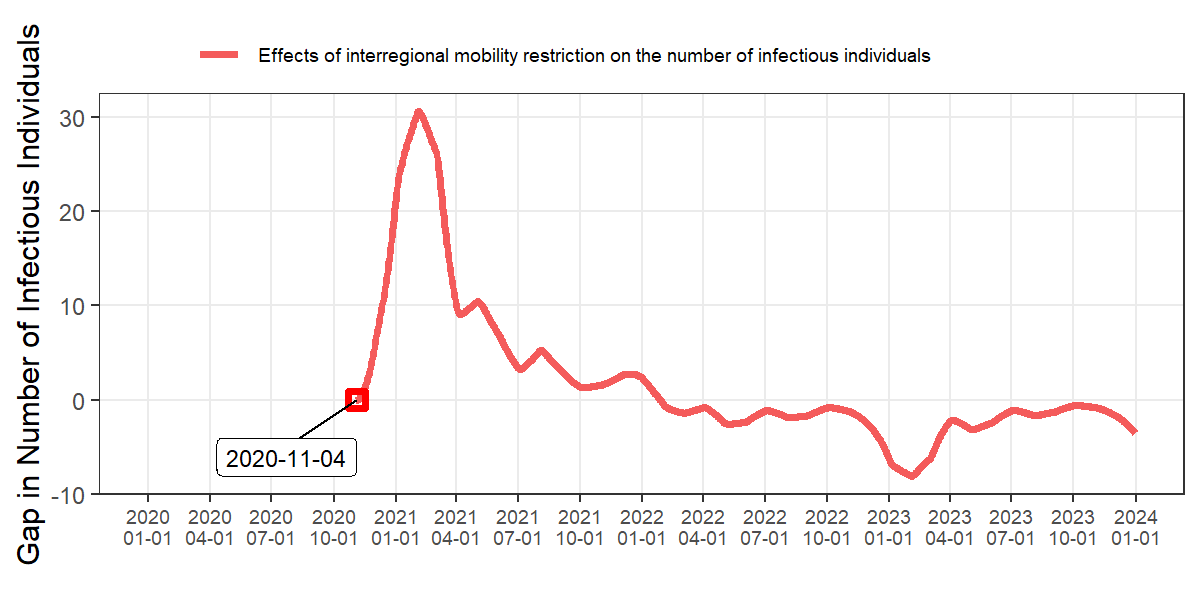 Effects of interregional mobility restriction on the number of infectious individuals
Gap in Number of Infectious Individuals
30
20
10
0
-10
2020-11-04
2020 2020 2020 2020 2021 2021 2021 2021 2022 2022 2022 2023 2023 2023 2023 2024
01-01 04-01 07-01 10-01 01-01 04-01 07-01 10-01 01-01 04-01 07-01 10-01 01-01 04-01 07-01 10-01 01-01